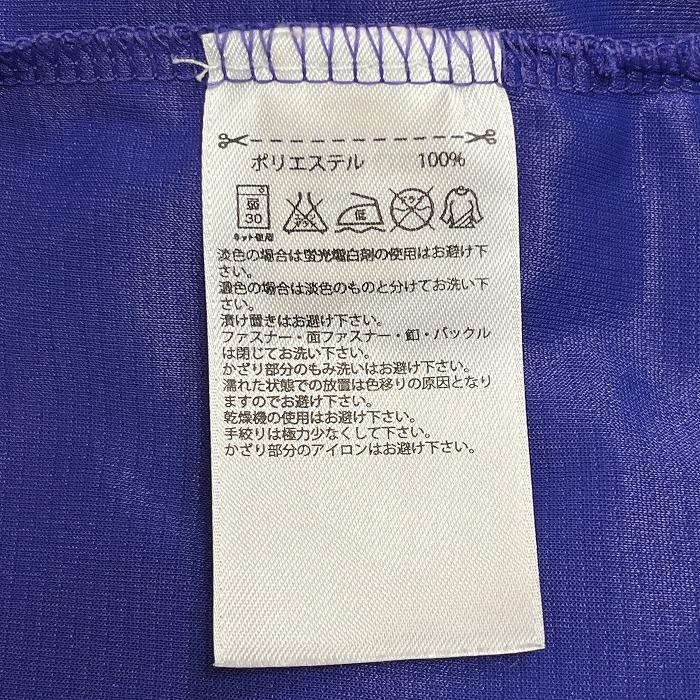 ポリエステル 100%
弱
30
ネット使用
低
淡色の場合は蛍光増白剤の使用はお避け下
さい。
濃色の場合は淡色のものと分けてお洗い下
さい。
漬け置きはお避け下さい。
ファスナー・面ファスナー・釦・バックル
は閉じてお洗い下さい。
かざり部分のもみ洗いはお避け下さい。
濡れた状態での放置は色移りの原因となり
ますのでお避け下さい。
乾燥機の使用はお避け下さい。
手絞りは極力少なくして下さい。
かざり部分のアイロンはお避け下さい。